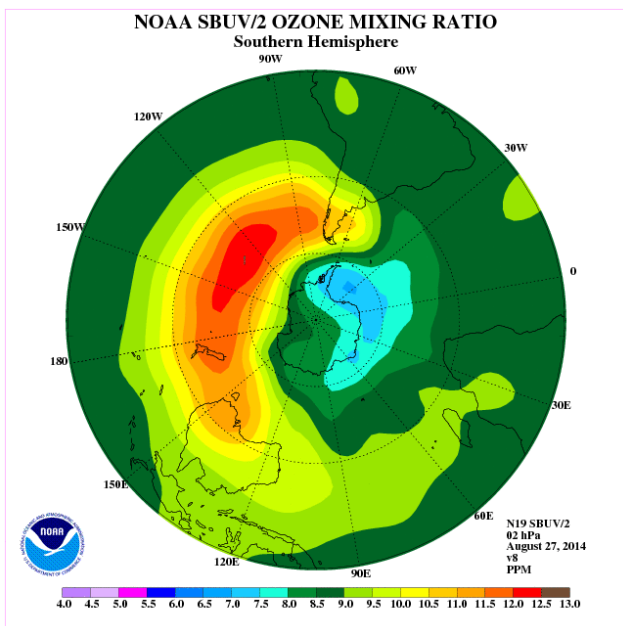 NOAA SBUV/2 OZONE MIXING RATIO
Southern Hemisphere
90W
60W
120W
30W
150W
0
180
30E
150E
60E
120E
90E
NOAA
N19 SBUV/2
02 hPa
August 27, 2014
v8
PPM
4.0 4.5 5.0 5.5 6.0 6.5 7.0 7.5 8.0 8.5 9.0 9.5 10.0 10.5 11.0 11.5 12.0 12.5 13.0